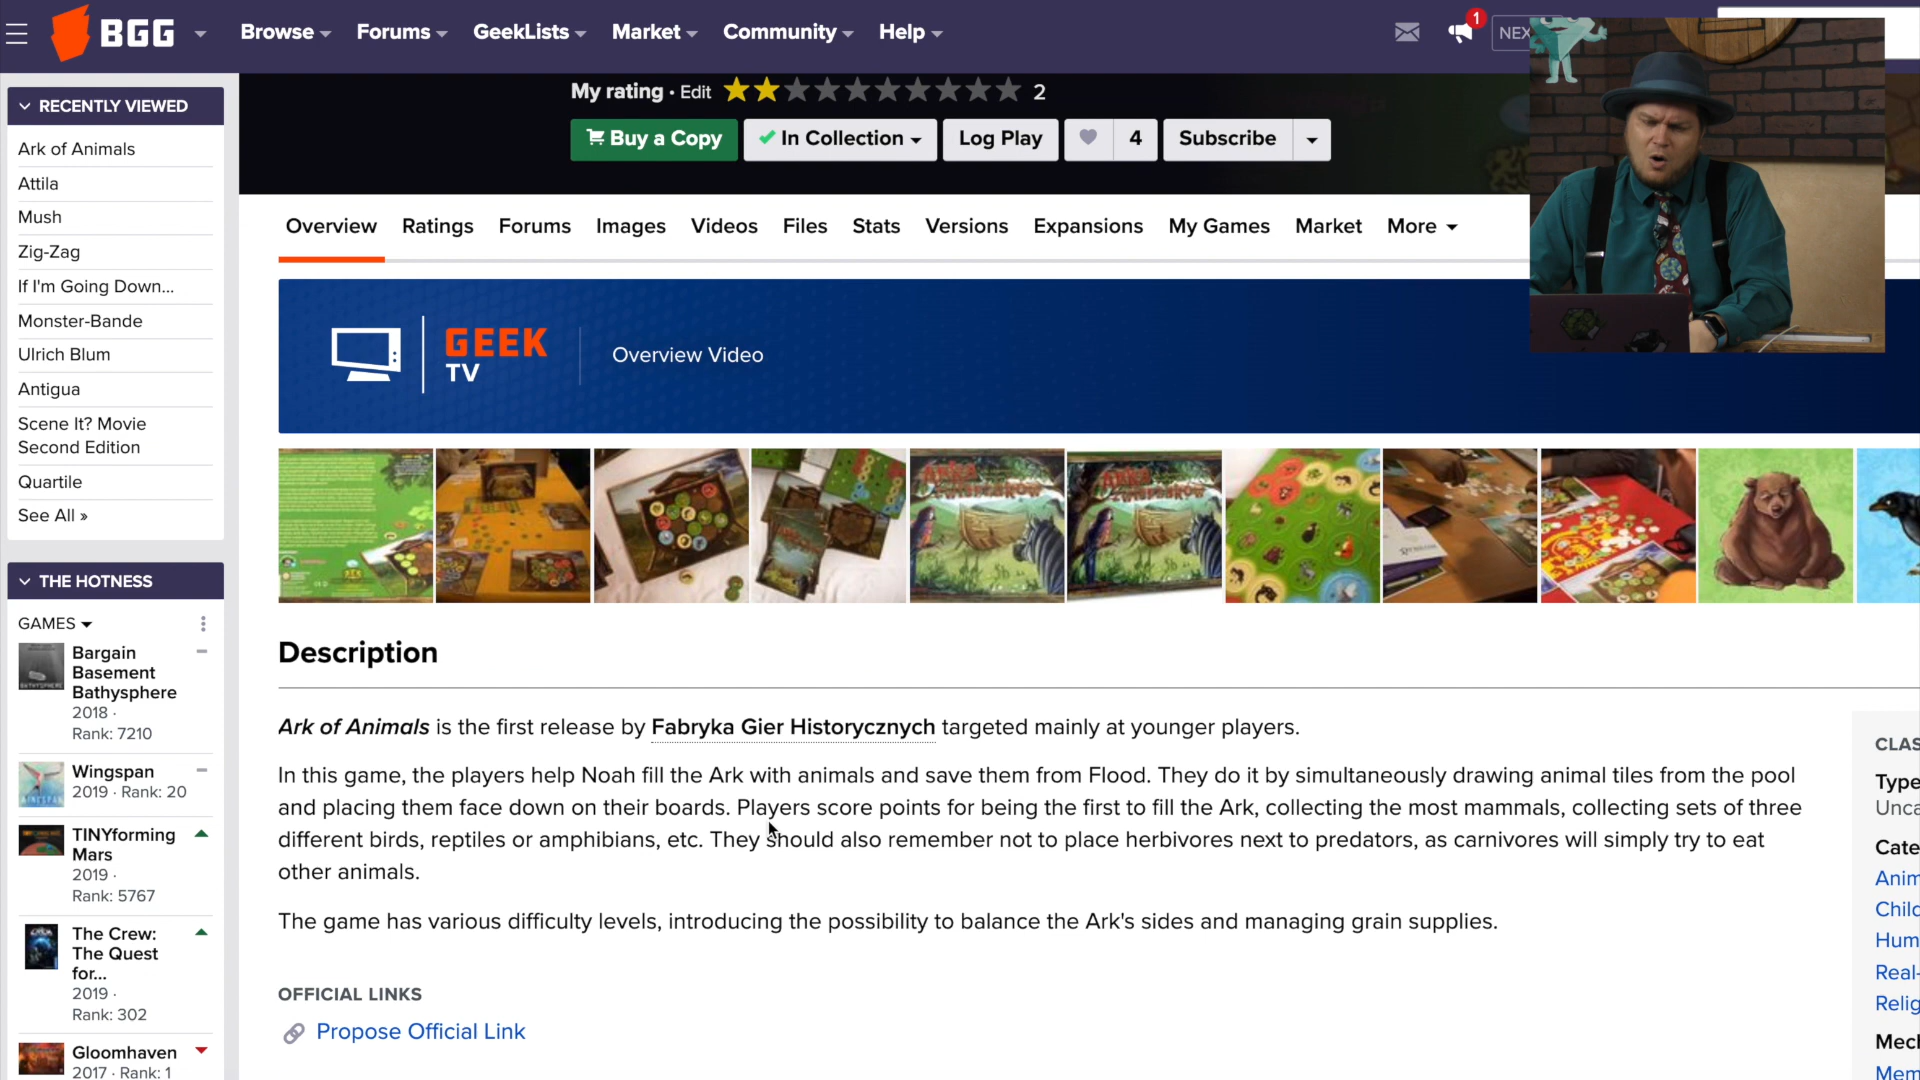 BGG
Browse
Forums
GeekLists
Market
Community
Help
1
NEX
RECENTLY VIEWED
Ark of Animals
Attila
Mush
Zig-Zag
If I'm Going Down...
Monster-Bande
Ulrich Blum
Antigua
Scene It? Movie
Second Edition
Quartile
See All »
THE HOTNESS
GAMES
Bargain
Basement
Bathysphere
2018 ·
Rank: 7210
Wingspan
2019 · Rank: 20
TINYforming
Mars
2019 ·
Rank: 5767
The Crew:
The Quest
for...
2019 ·
Rank: 302
Gloomhaven
2017 · Rank: 1
My rating · Edit 2
Buy a Copy
In Collection
Log Play
4
Subscribe
Overview
Ratings
Forums
Images
Videos
Files
Stats
Versions
Expansions
My Games
Market
More
GEEK
TV
Overview Video
Description
Ark of Animals is the first release by Fabryka Gier Historycznych targeted mainly at younger players.
In this game, the players help Noah fill the Ark with animals and save them from Flood. They do it by simultaneously drawing animal tiles from the pool
and placing them face down on their boards. Players score points for being the first to fill the Ark, collecting the most mammals, collecting sets of three
different birds, reptiles or amphibians, etc. They should also remember not to place herbivores next to predators, as carnivores will simply try to eat
other animals.
The game has various difficulty levels, introducing the possibility to balance the Ark's sides and managing grain supplies.
OFFICIAL LINKS
Propose Official Link
CLAS
Type
Unca
Cate
Anim
Child
Hum
Real-
Relig
Mech
Mem